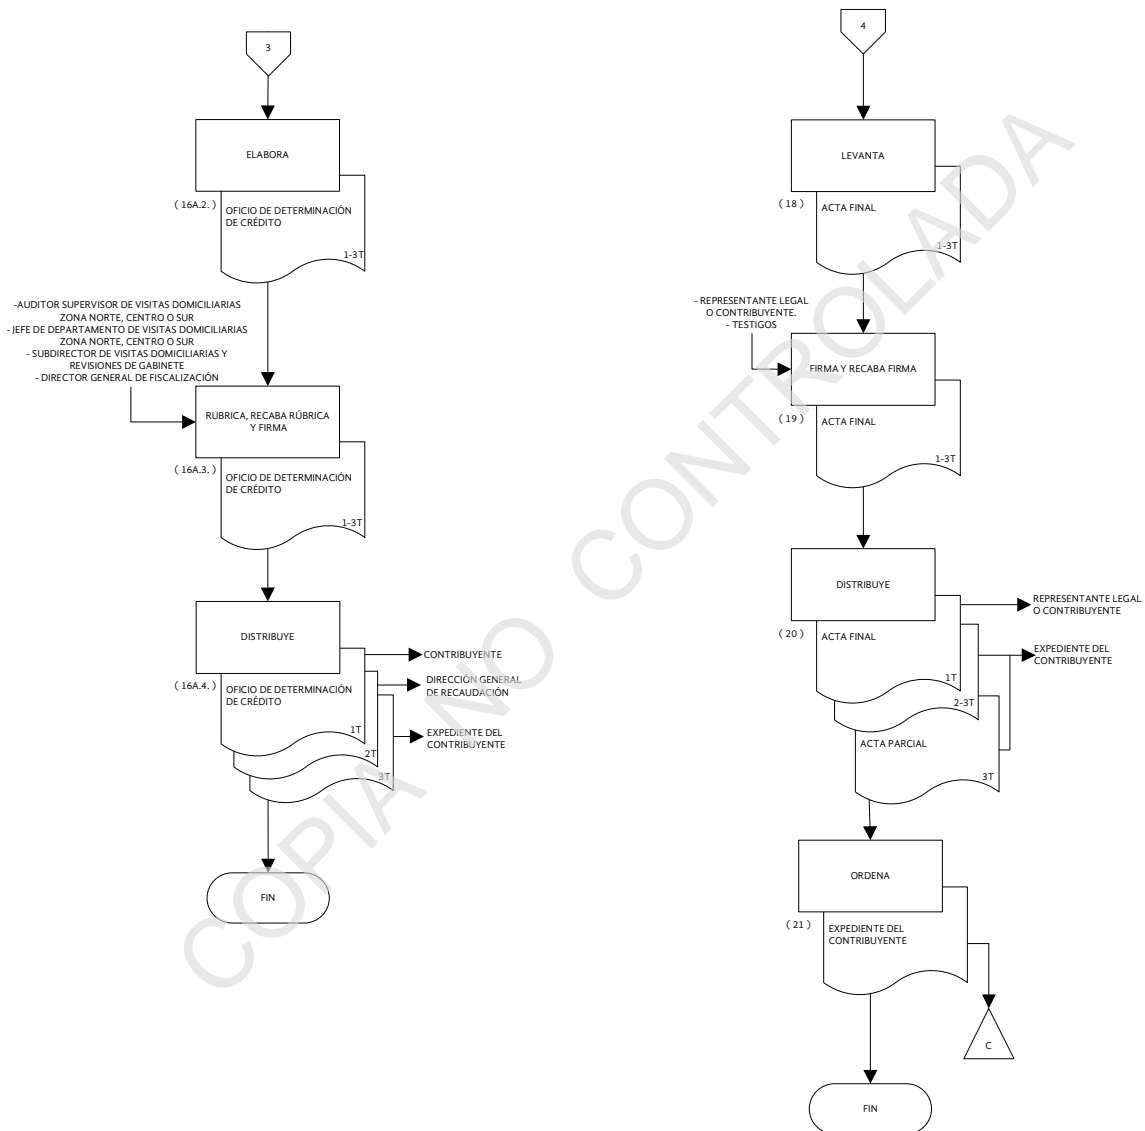 3
ELABORA
( 16A.2. )
OFICIO DE DETERMINACIÓN
DE CRÉDITO
1-3T
-AUDITOR SUPERVISOR DE VISITAS DOMICILIARIAS
ZONA NORTE, CENTRO O SUR
- JEFE DE DEPARTAMENTO DE VISITAS DOMICILIARIAS
ZONA NORTE, CENTRO O SUR
- SUBDIRECTOR DE VISITAS DOMICILIARIAS Y
REVISIONES DE GABINETE
- DIRECTOR GENERAL DE FISCALIZACIÓN
RUBRICA, RECABA RÚBRICA
Y FIRMA
( 16A.3. )
OFICIO DE DETERMINACIÓN
DE CRÉDITO
1-3T
DISTRIBUYE
( 16A.4. )
OFICIO DE DETERMINACIÓN
DE CRÉDITO
1T
2T
3T
CONTRIBUYENTE
DIRECCIÓN GENERAL
DE RECAUDACIÓN
EXPEDIENTE DEL
CONTRIBUYENTE
FIN
4
LEVANTA
( 18 )
ACTA FINAL
1-3T
- REPRESENTANTE LEGAL
O CONTRIBUYENTE.
- TESTIGOS
FIRMA Y RECABA FIRMA
( 19 )
ACTA FINAL
1-3T
DISTRIBUYE
( 20 )
ACTA FINAL
1T
2-3T
ACTA PARCIAL
3T
REPRESENTANTE LEGAL
O CONTRIBUYENTE
EXPEDIENTE DEL
CONTRIBUYENTE
ORDENA
( 21 )
EXPEDIENTE DEL
CONTRIBUYENTE
C
FIN
COPIA NO CONTROLADA